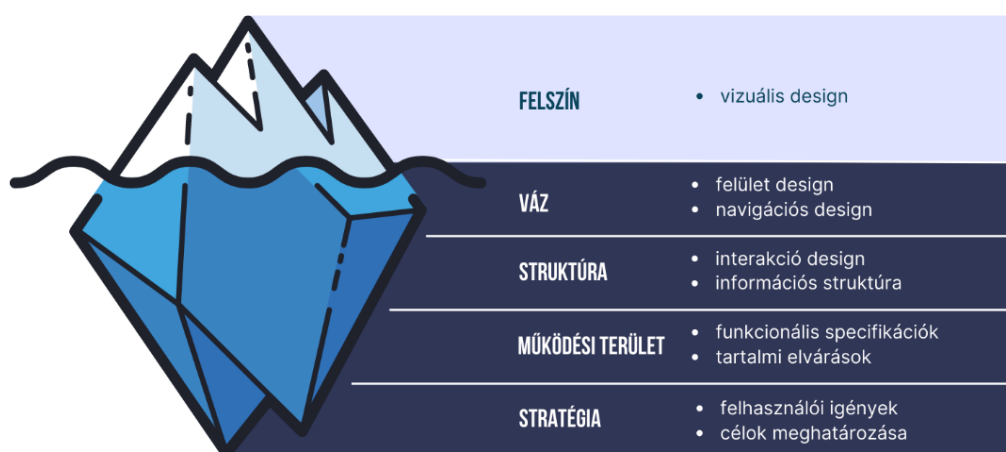 FELSZÍN
• vizuális design
VÁZ
• felület design
• navigációs design
STRUKTÚRA
• interakció design
• információs struktúra
MŰKÖDÉSI TERÜLET
• funkcionális specifikációk
• tartalmi elvárások
STRATÉGIA
• felhasználói igények
• célok meghatározása